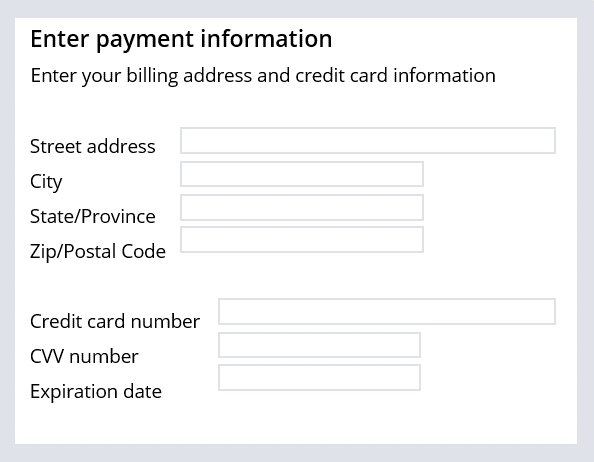 Enter payment information
Enter your billing address and credit card information
Street address
City
State/Province
Zip/Postal Code
Credit card number
CVV number
Expiration date